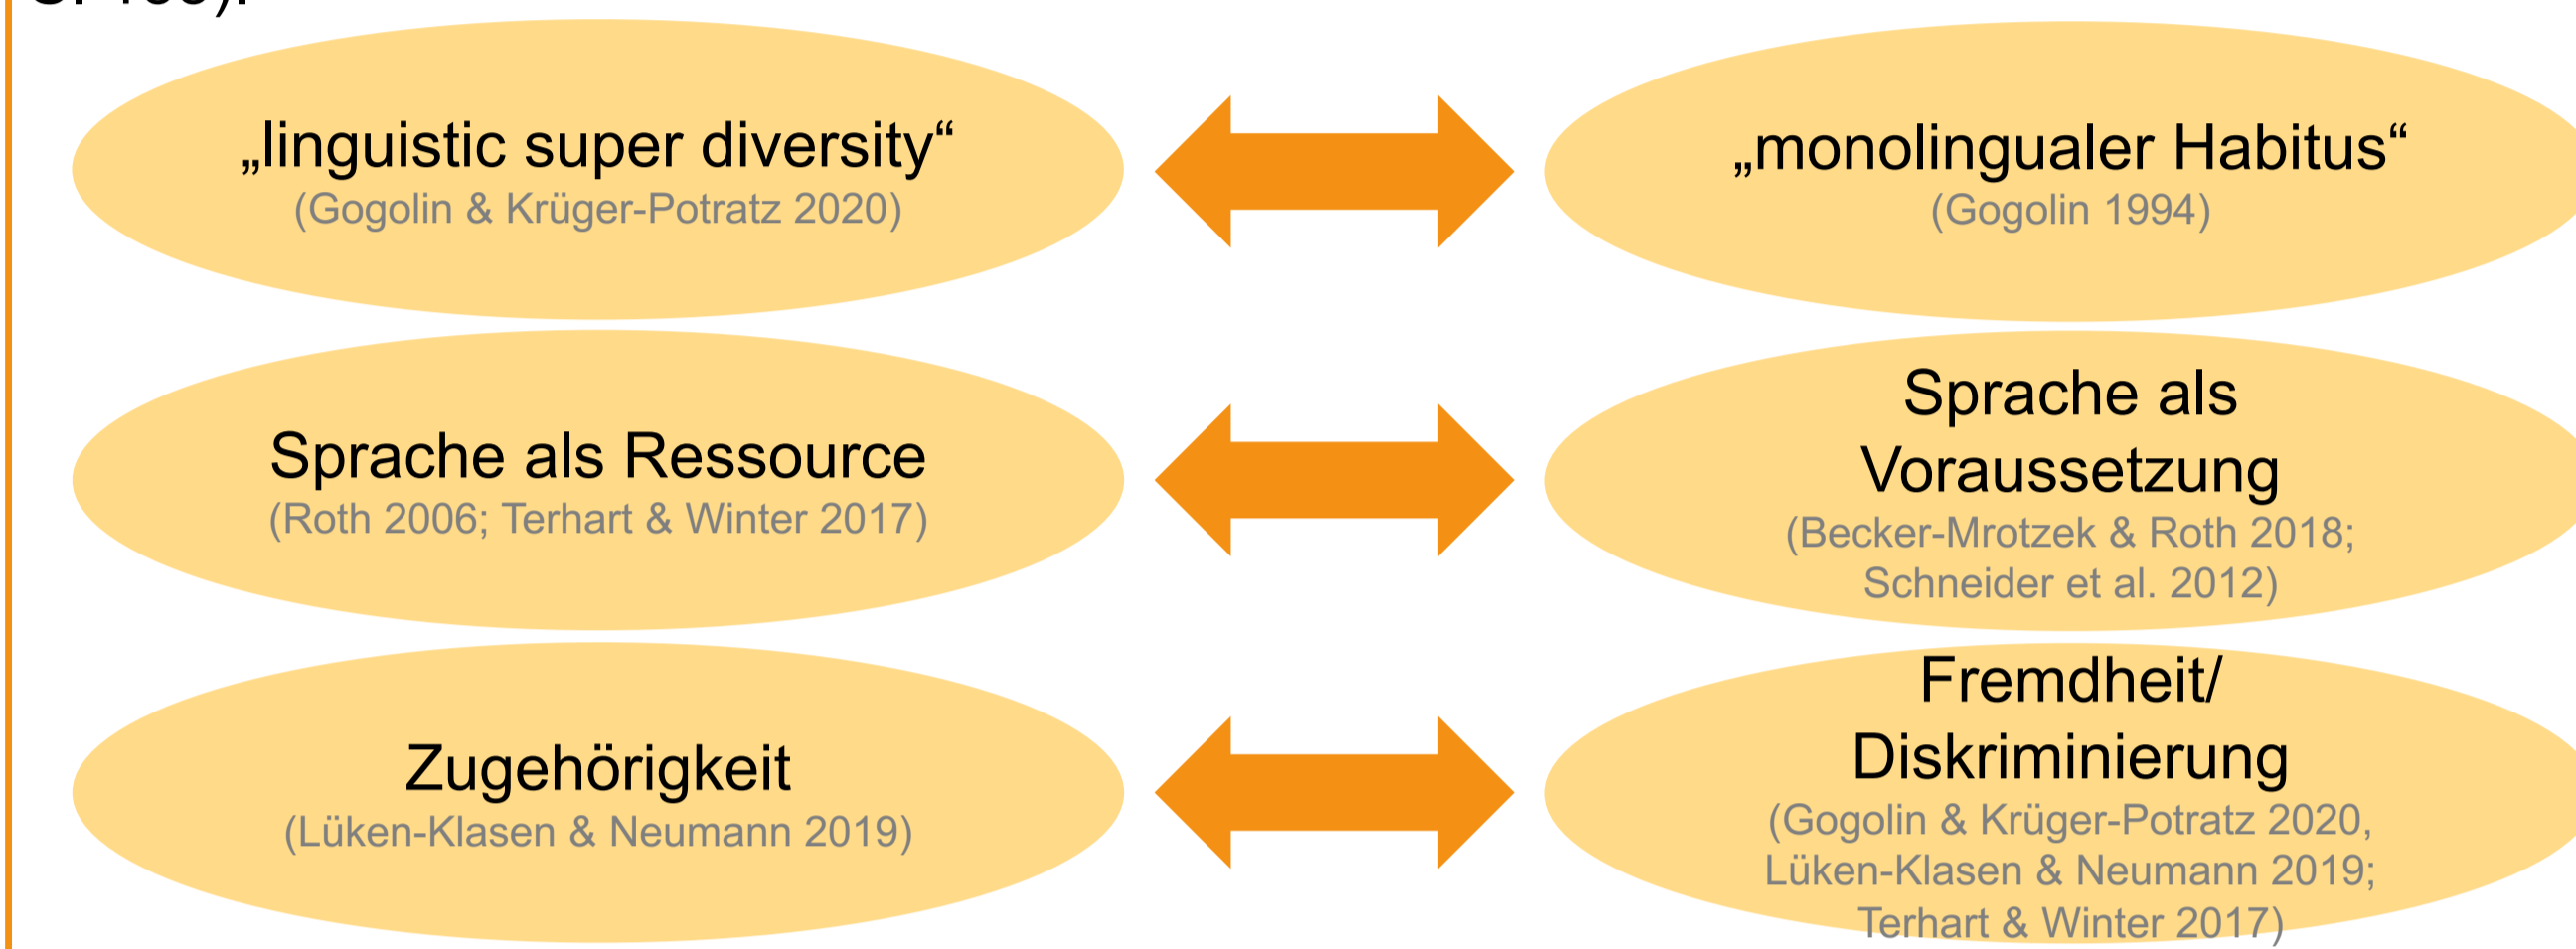 „linguistic super diversity“
(Gogolin & Krüger-Potratz 2020)
„monolingualer Habitus“
(Gogolin 1994)
Sprache als Ressource
(Roth 2006; Terhart & Winter 2017)
Sprache als
Voraussetzung
(Becker-Mrotzek & Roth 2018;
Schneider et al. 2012)
Zugehörigkeit
(Lüken-Klasen & Neumann 2019)
Fremdheit/
Diskriminierung
(Gogolin & Krüger-Potratz 2020,
Lüken-Klasen & Neumann 2019;
Terhart & Winter 2017)